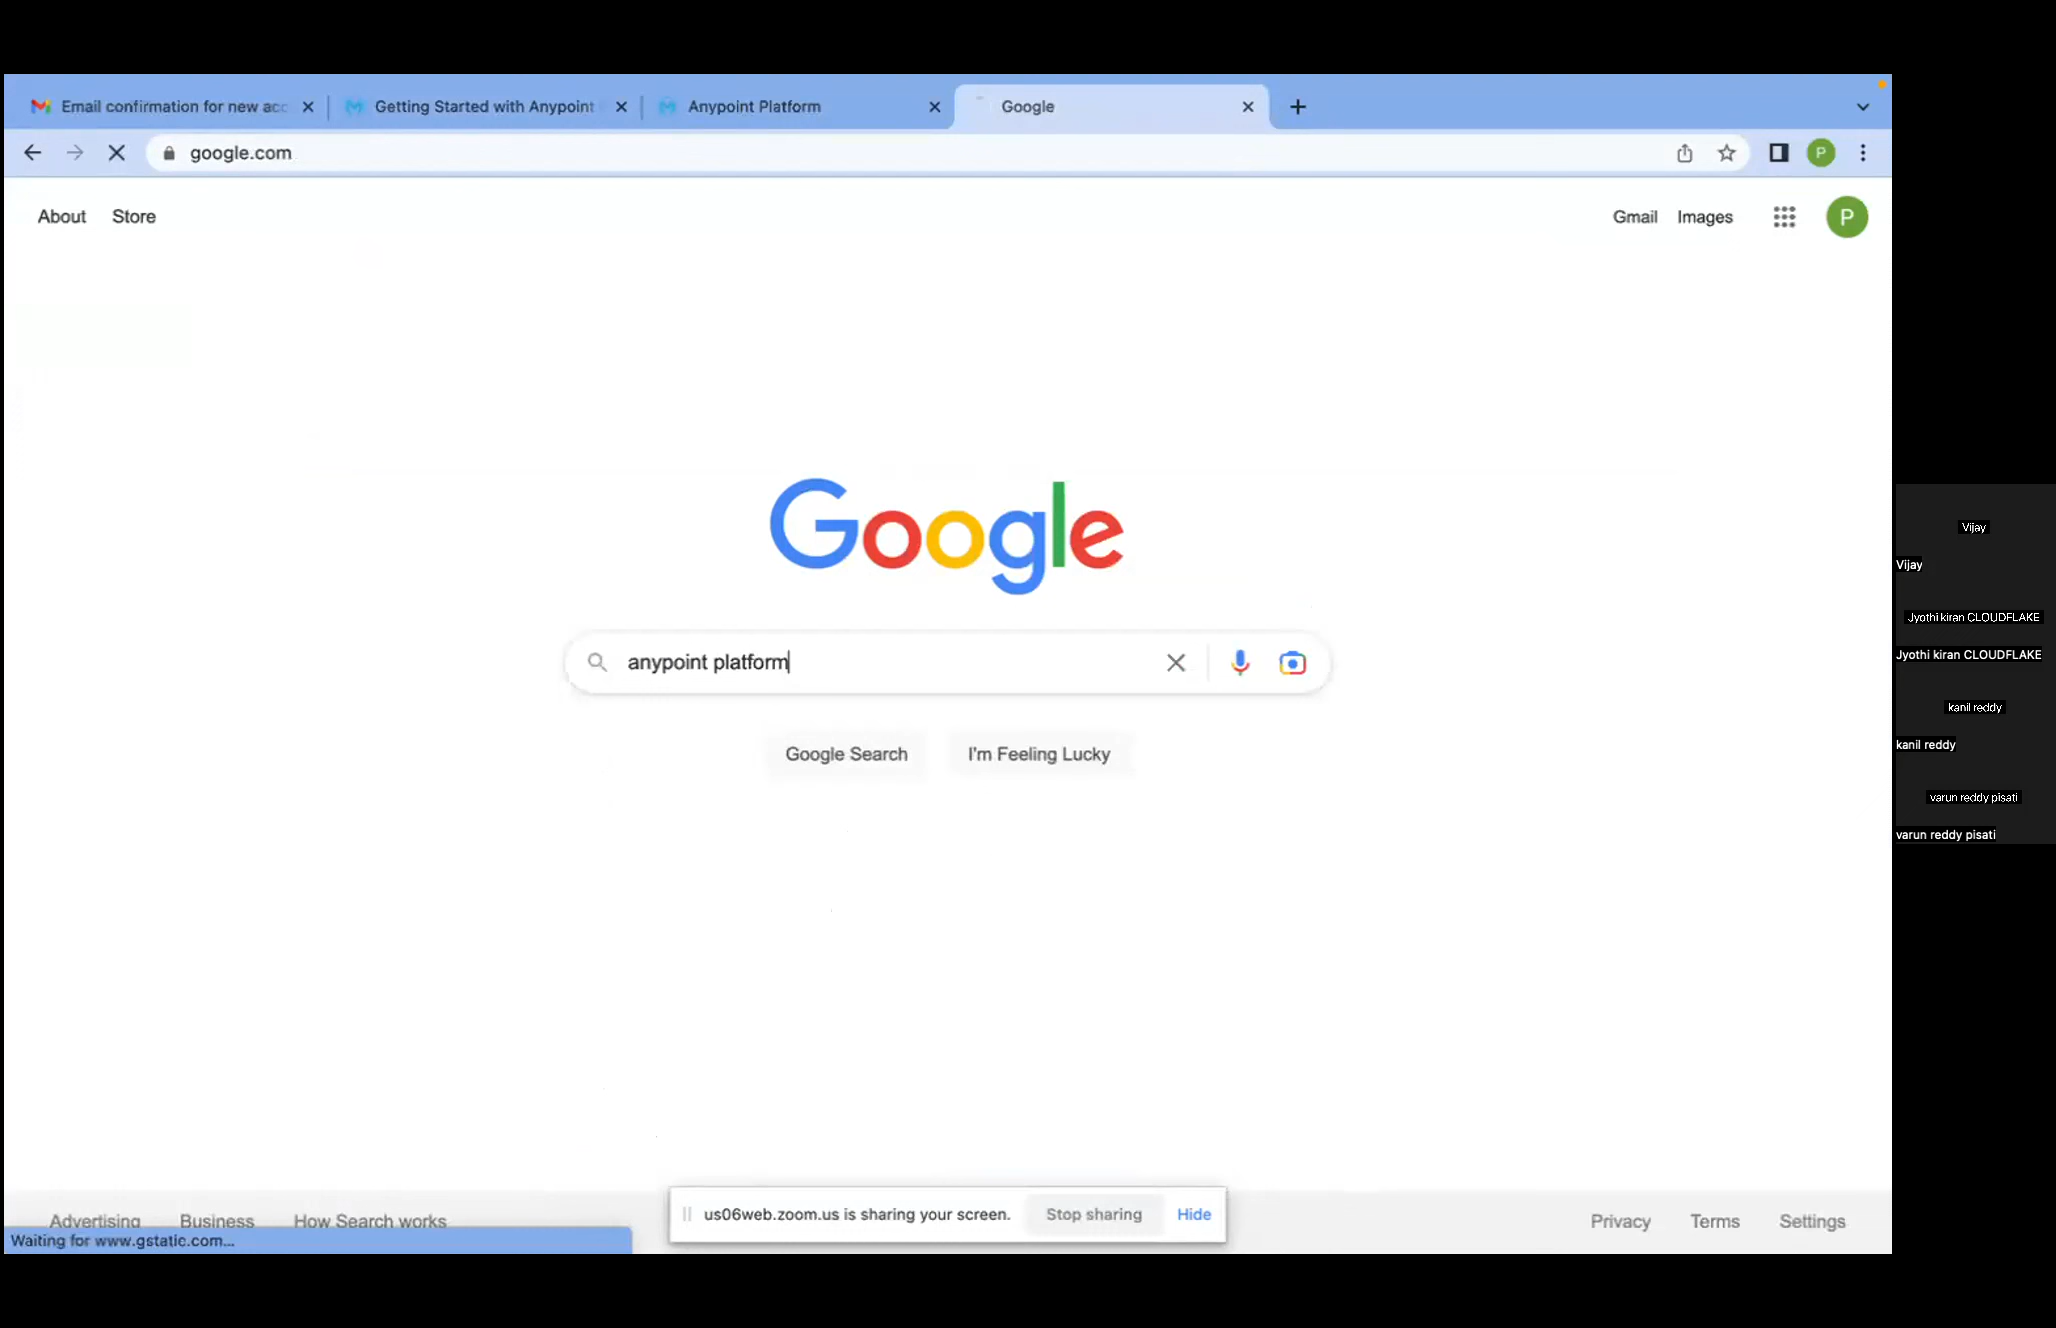 Email confirmation for new acc
Getting Started with Anypoint
Anypoint Platform
Google
google.com
P
About
Store
Gmail
Images
P
Google
anypoint platform
Google Search
I'm Feeling Lucky
Vijay
Vijay
Jyothi kiran CLOUDFLAKE
Jyothi kiran CLOUDFLAKE
kanil reddy
kanil reddy
varun reddy pisati
varun reddy pisati
us06web.zoom.us is sharing your screen.
Stop sharing
Hide
Advertising
Business
How Search works
Privacy
Terms
Settings
Waiting for www.gstatic.com...